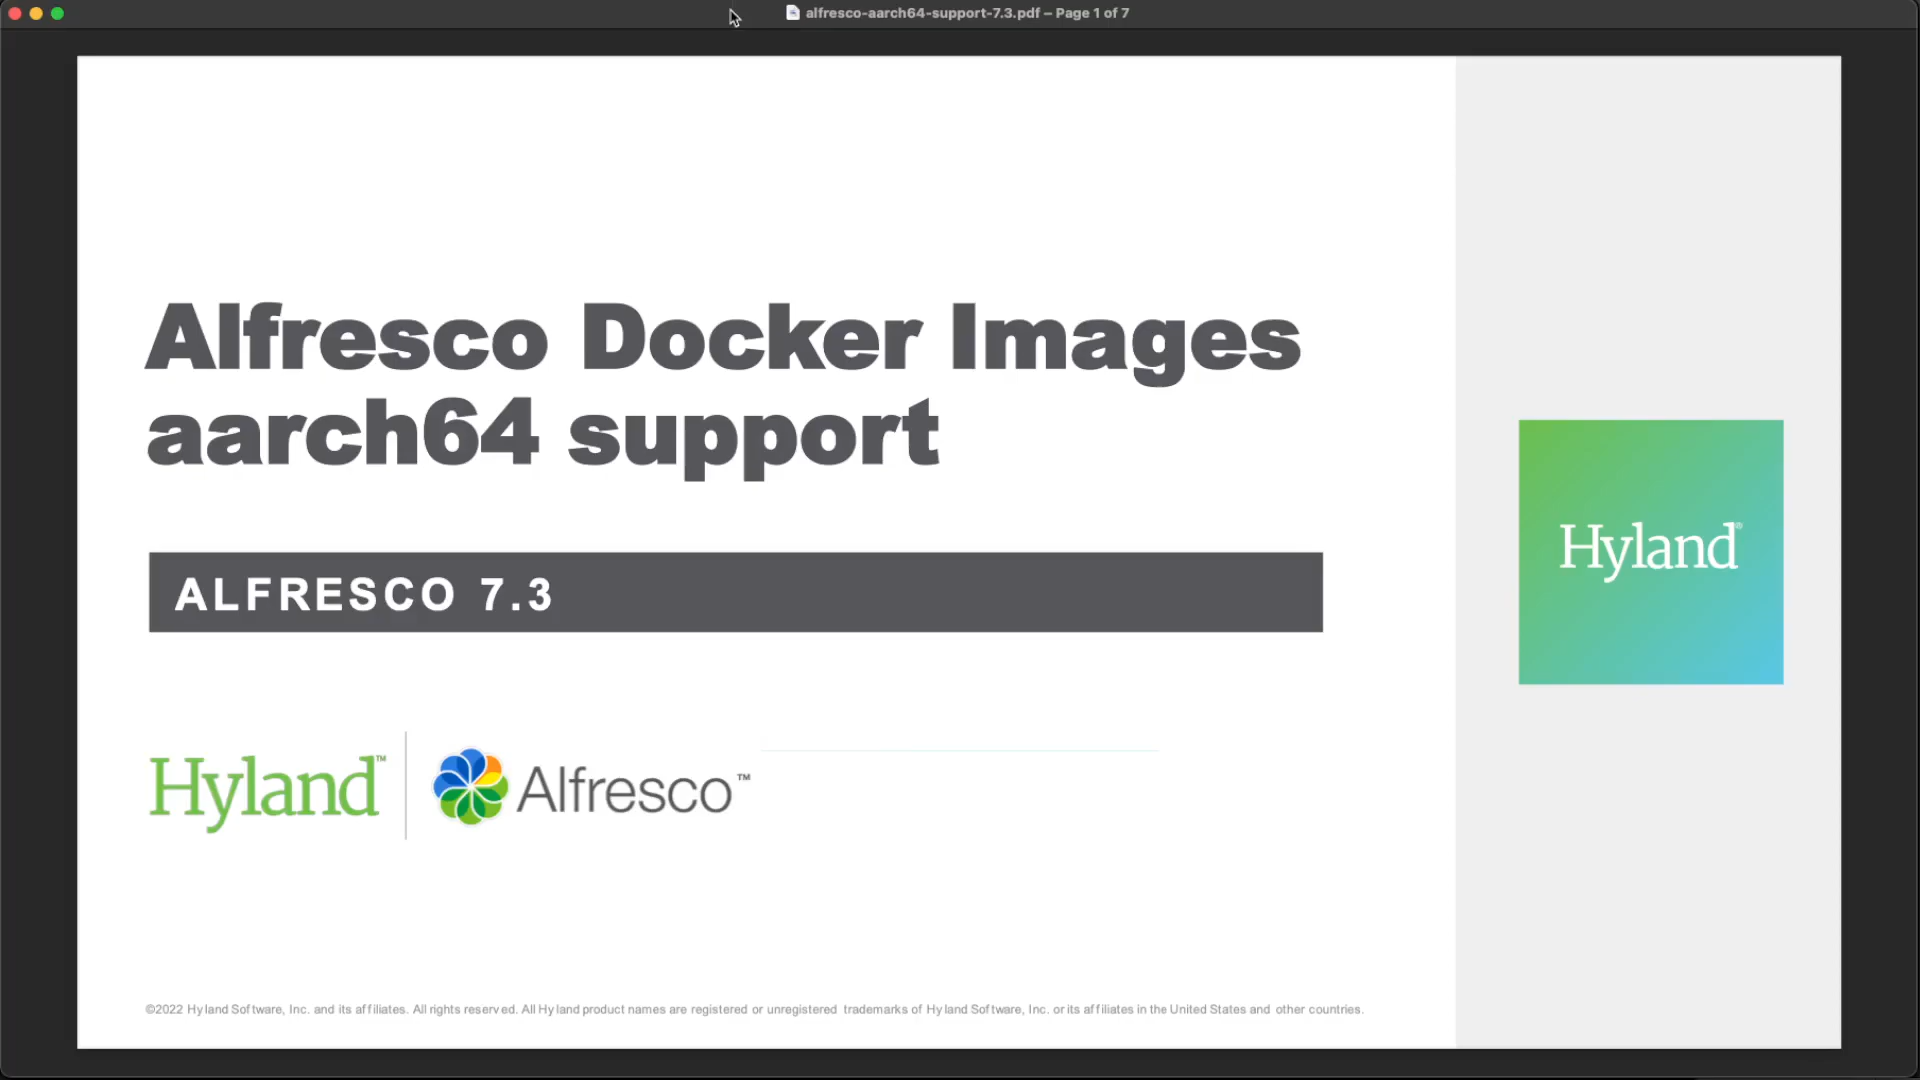 alfresco-aarch64-support-7.3.pdf – Page 1 of 7
Alfresco Docker Images
aarch64 support
Hyland®
ALFRESCO 7.3
Hyland™
Alfresco™
©2022 Hyland Software, Inc. and its affiliates. All rights reserved. All Hyland product names are registered or unregistered trademarks of Hyland Software, Inc. or its affiliates in the United States and other countries.